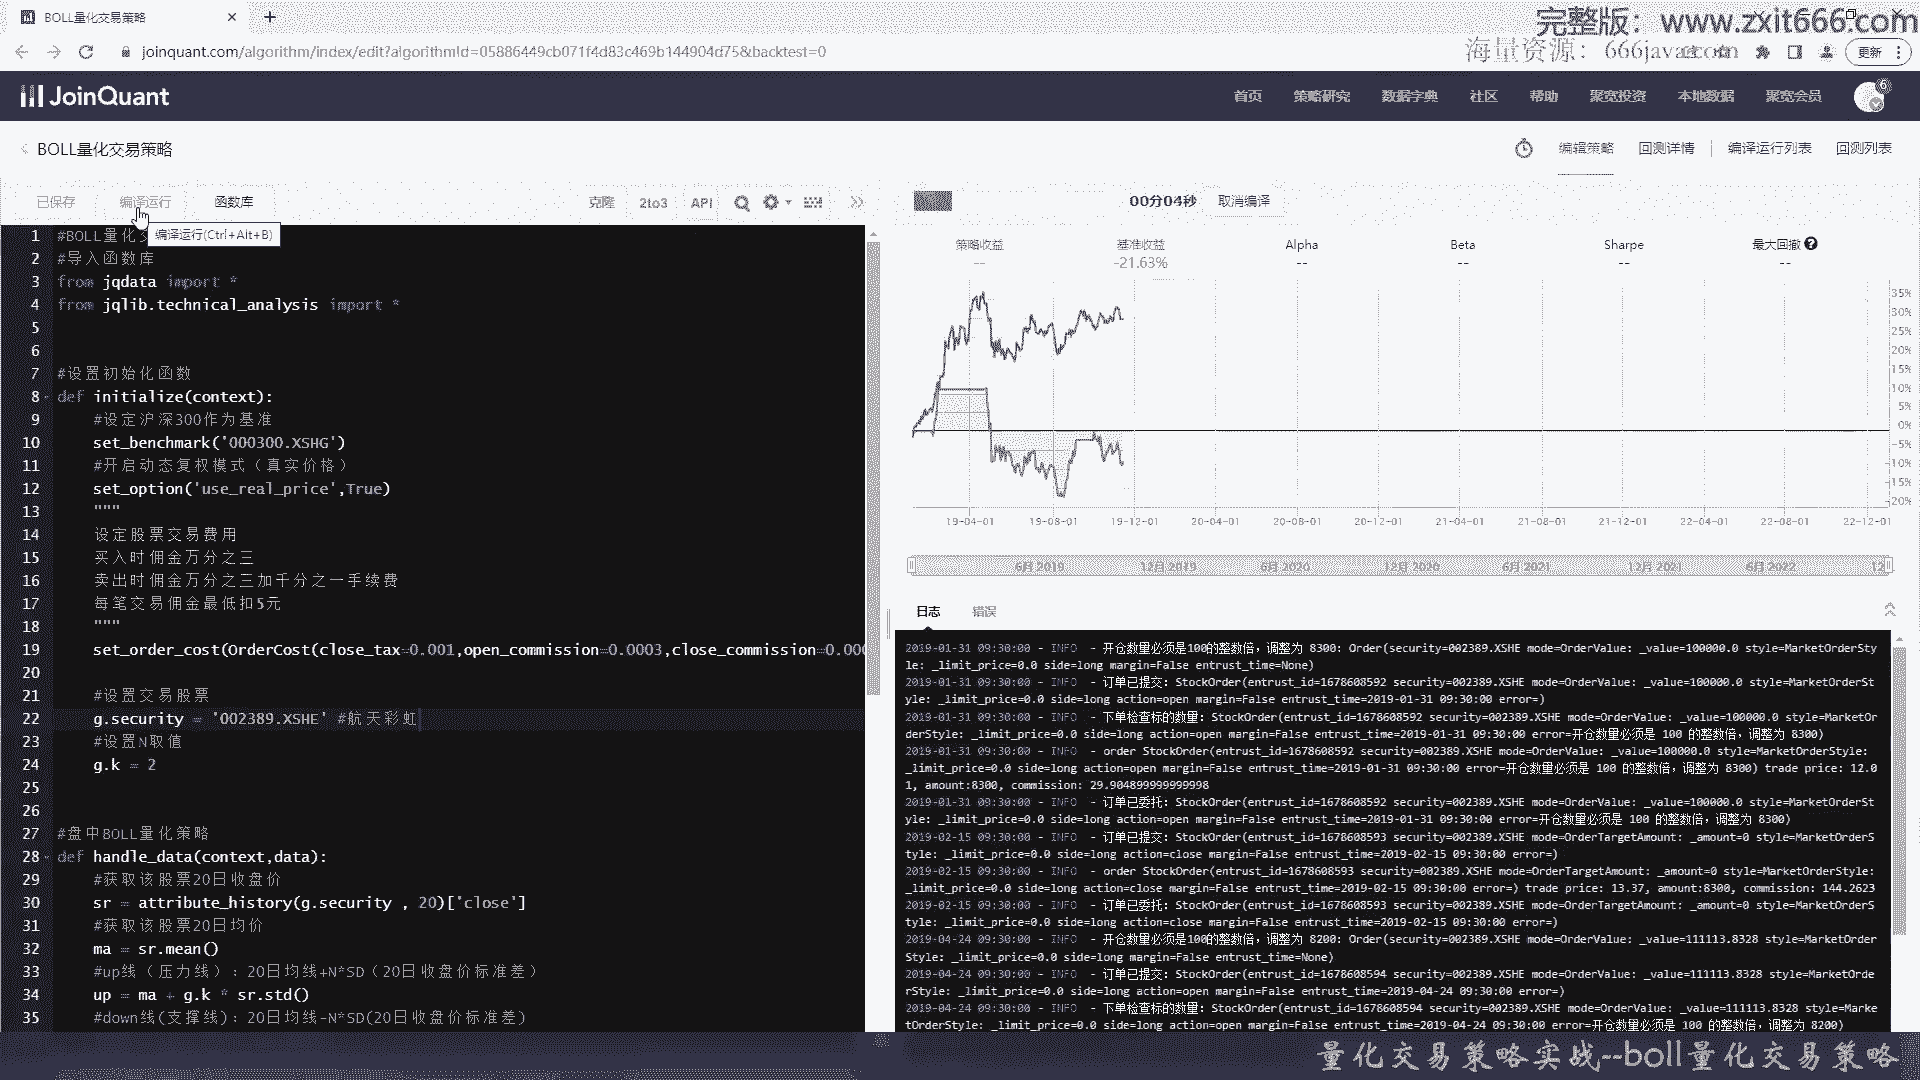 BOLL量化交易策略
完整版：www.zxit666.com
joinquant.com/algorithm/index/edit?algorithmId=05886449cb071f4d83c469b144904d75&backtest=0
海量资源：666java.com
更新
JoinQuant
首页 策略研究 数据字典 社区 帮助 聚宽投资 本地数据 聚宽会员
6
BOLL量化交易策略
编辑策略 回测详情 编译运行列表 回测列表
已保存 编译运行 函数库 克隆 2to3 API
编译运行(Ctrl+Alt+B)
00分04秒 取消编译
策略收益 基准收益 Alpha Beta Sharpe 最大回撤
-- -21.63% -- -- -- --
1 #BOLL量化
2 #导入函数库
3 from jqdata import *
4 from jqlib.technical_analysis import *
5
6
7 #设置初始化函数
8 def initialize(context):
9 #设定沪深300作为基准
10 set_benchmark('000300.XSHG')
11 #开启动态复权模式（真实价格）
12 set_option('use_real_price',True)
13 """
14 设定股票交易费用
15 买入时佣金万分之三
16 卖出时佣金万分之三加千分之一手续费
17 每笔交易佣金最低扣5元
18 """
19 set_order_cost(OrderCost(close_tax=0.001,open_commission=0.0003,close_commission=0.000
20
21 #设置交易股票
22 g.security = '002389.XSHE' #航天彩虹
23 #设置N取值
24 g.k = 2
25
26
27 #盘中BOLL量化策略
28 def handle_data(context,data):
29 #获取该股票20日收盘价
30 sr = attribute_history(g.security , 20)['close']
31 #获取该股票20日均价
32 ma = sr.mean()
33 #up线（压力线）：20日均线+N*SD（20日收盘价标准差）
34 up = ma + g.k * sr.std()
35 #down线(支撑线)：20日均线-N*SD(20日收盘价标准差)
35%
30%
25%
20%
15%
10%
5%
0%
-5%
-10%
-15%
-20%
19-04-01 19-08-01 19-12-01 20-04-01 20-08-01 20-12-01 21-04-01 21-08-01 21-12-01 22-04-01 22-08-01 22-12-01
6月 2019 12月 2019 6月 2020 12月 2020 6月 2021 12月 2021 6月 2022 12
日志 错误
2019-01-31 09:30:00 - INFO - 开仓数量必须是100的整数倍，调整为 8300: Order(security=002389.XSHE mode=OrderValue: _value=100000.0 style=MarketOrderSty
le: _limit_price=0.0 side=long margin=False entrust_time=None)
2019-01-31 09:30:00 - INFO - 订单已提交: StockOrder(entrust_id=1678608592 security=002389.XSHE mode=OrderValue: _value=100000.0 style=MarketOrderSt
yle: _limit_price=0.0 side=long action=open margin=False entrust_time=2019-01-31 09:30:00 error=)
2019-01-31 09:30:00 - INFO - 下单检查标的数量: StockOrder(entrust_id=1678608592 security=002389.XSHE mode=OrderValue: _value=100000.0 style=MarketOr
derStyle: _limit_price=0.0 side=long action=open margin=False entrust_time=2019-01-31 09:30:00 error=开仓数量必须是 100 的整数倍，调整为 8300)
2019-01-31 09:30:00 - INFO - order StockOrder(entrust_id=1678608592 security=002389.XSHE mode=OrderValue: _value=100000.0 style=MarketOrderStyle:
_limit_price=0.0 side=long action=open margin=False entrust_time=2019-01-31 09:30:00 error=开仓数量必须是 100 的整数倍，调整为 8300) trade price: 12.0
1, amount:8300, commission: 29.904899999999998
2019-01-31 09:30:00 - INFO - 订单已委托: StockOrder(entrust_id=1678608592 security=002389.XSHE mode=OrderValue: _value=100000.0 style=MarketOrderSt
yle: _limit_price=0.0 side=long action=open margin=False entrust_time=2019-01-31 09:30:00 error=开仓数量必须是 100 的整数倍，调整为 8300)
2019-02-15 09:30:00 - INFO - 订单已提交: StockOrder(entrust_id=1678608593 security=002389.XSHE mode=OrderTargetAmount: _amount=0 style=MarketOrderS
tyle: _limit_price=0.0 side=long action=close margin=False entrust_time=2019-02-15 09:30:00 error=)
2019-02-15 09:30:00 - INFO - order StockOrder(entrust_id=1678608593 security=002389.XSHE mode=OrderTargetAmount: _amount=0 style=MarketOrderStyle:
_limit_price=0.0 side=long action=close margin=False entrust_time=2019-02-15 09:30:00 error=) trade price: 13.37, amount:8300, commission: 144.2623
2019-02-15 09:30:00 - INFO - 订单已委托: StockOrder(entrust_id=1678608593 security=002389.XSHE mode=OrderTargetAmount: _amount=0 style=MarketOrderS
tyle: _limit_price=0.0 side=long action=close margin=False entrust_time=2019-02-15 09:30:00 error=)
2019-04-24 09:30:00 - INFO - 开仓数量必须是100的整数倍，调整为 8200: Order(security=002389.XSHE mode=OrderValue: _value=111113.8328 style=MarketOrder
Style: _limit_price=0.0 side=long margin=False entrust_time=None)
2019-04-24 09:30:00 - INFO - 订单已提交: StockOrder(entrust_id=1678608594 security=002389.XSHE mode=OrderValue: _value=111113.8328 style=MarketOrde
rStyle: _limit_price=0.0 side=long action=open margin=False entrust_time=2019-04-24 09:30:00 error=)
2019-04-24 09:30:00 - INFO - 下单检查标的数量: StockOrder(entrust_id=1678608594 security=002389.XSHE mode=OrderValue: _value=111113.8328 style=Marke
tOrderStyle: _limit_price=0.0 side=long action=open margin=False entrust_time=2019-04-24 09:30:00 error=开仓数量必须是 100 的整数倍，调整为 8200)
量化交易策略实战--boll量化交易策略